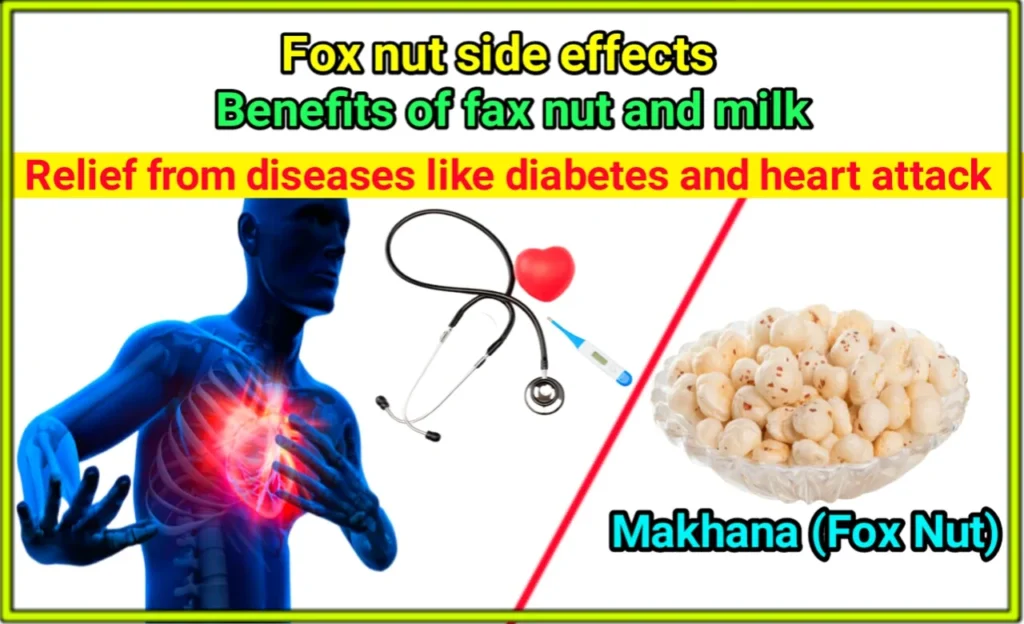 Fox nut side effects
Benefits of fax nut and milk
Relief from diseases like diabetes and heart attack
Makhana (Fox Nut)